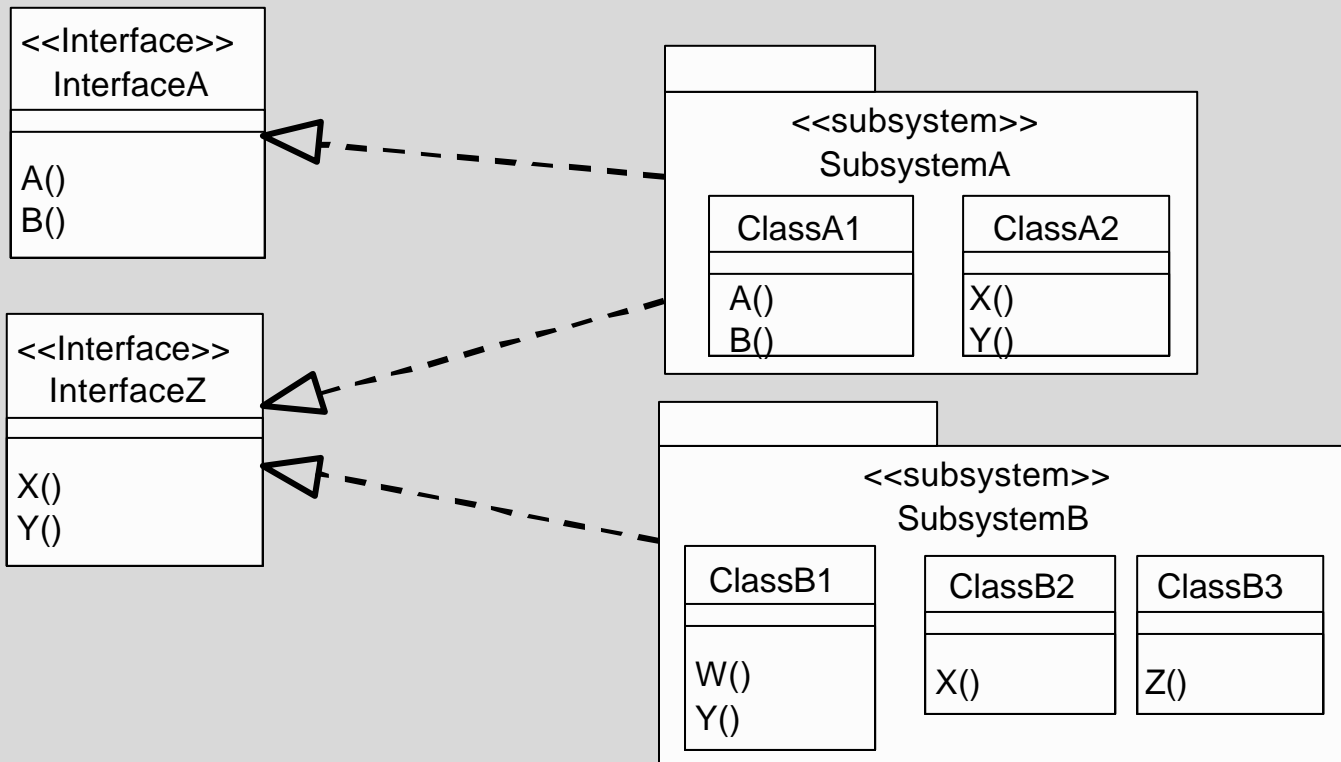 <<Interface>>
InterfaceA
A()
B()
<<Interface>>
InterfaceZ
X()
Y()
<<subsystem>>
SubsystemA
ClassA1
A()
B()
ClassA2
X()
Y()
<<subsystem>>
SubsystemB
ClassB1
W()
Y()
ClassB2
X()
ClassB3
Z()